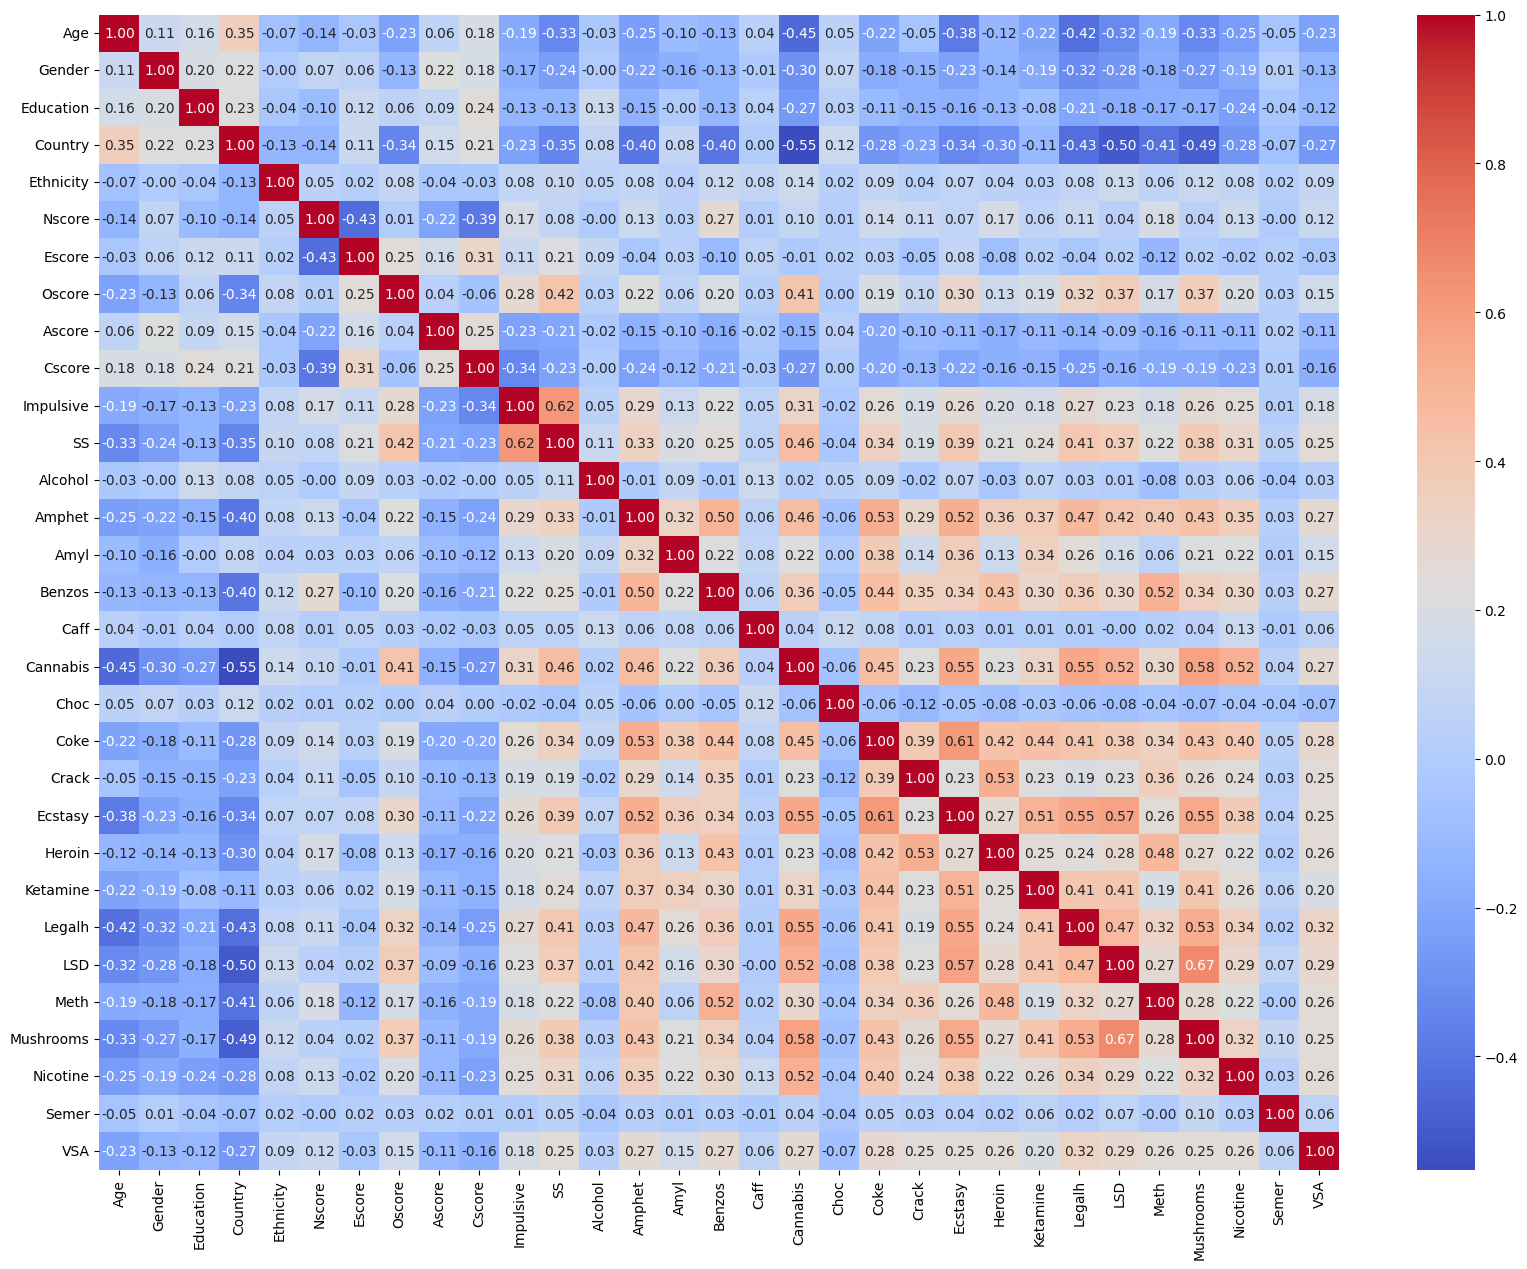 Age 1.00 0.11 0.16 0.35 -0.07 -0.14 -0.03 -0.23 0.06 0.18 -0.19 -0.33 -0.03 -0.25 -0.10 -0.13 0.04 -0.45 0.05 -0.22 -0.05 -0.38 -0.12 -0.22 -0.42 -0.32 -0.19 -0.33 -0.25 -0.05 -0.23 1.0
Gender 0.11 1.00 0.20 0.22 -0.00 0.07 0.06 -0.13 0.22 0.18 -0.17 -0.24 -0.00 -0.22 -0.16 -0.13 -0.01 -0.30 0.07 -0.18 -0.15 -0.23 -0.14 -0.19 -0.32 -0.28 -0.18 -0.27 -0.19 0.01 -0.13
Education 0.16 0.20 1.00 0.23 -0.04 -0.10 0.12 0.06 0.09 0.24 -0.13 -0.13 0.13 -0.15 -0.00 -0.13 0.04 -0.27 0.03 -0.11 -0.15 -0.16 -0.13 -0.08 -0.21 -0.18 -0.17 -0.17 -0.24 -0.04 -0.12
Country 0.35 0.22 0.23 1.00 -0.13 -0.14 0.11 -0.34 0.15 0.21 -0.23 -0.35 0.08 -0.40 0.08 -0.40 0.00 -0.55 0.12 -0.28 -0.23 -0.34 -0.30 -0.11 -0.43 -0.50 -0.41 -0.49 -0.28 -0.07 -0.27
0.8
Ethnicity -0.07 -0.00 -0.04 -0.13 1.00 0.05 0.02 0.08 -0.04 -0.03 0.08 0.10 0.05 0.08 0.04 0.12 0.08 0.14 0.02 0.09 0.04 0.07 0.04 0.03 0.08 0.13 0.06 0.12 0.08 0.02 0.09
Nscore -0.14 0.07 -0.10 -0.14 0.05 1.00 -0.43 0.01 -0.22 -0.39 0.17 0.08 -0.00 0.13 0.03 0.27 0.01 0.10 0.01 0.14 0.11 0.07 0.17 0.06 0.11 0.04 0.18 0.04 0.13 -0.00 0.12
Escore -0.03 0.06 0.12 0.11 0.02 -0.43 1.00 0.25 0.16 0.31 0.11 0.21 0.09 -0.04 0.03 -0.10 0.05 -0.01 0.02 0.03 -0.05 0.08 -0.08 0.02 -0.04 0.02 -0.12 0.02 -0.02 0.02 -0.03
Oscore -0.23 -0.13 0.06 -0.34 0.08 0.01 0.25 1.00 0.04 -0.06 0.28 0.42 0.03 0.22 0.06 0.20 0.03 0.41 0.00 0.19 0.10 0.30 0.13 0.19 0.32 0.37 0.17 0.37 0.20 0.03 0.15
0.6
Ascore 0.06 0.22 0.09 0.15 -0.04 -0.22 0.16 0.04 1.00 0.25 -0.23 -0.21 -0.02 -0.15 -0.10 -0.16 -0.02 -0.15 0.04 -0.20 -0.10 -0.11 -0.17 -0.11 -0.14 -0.09 -0.16 -0.11 -0.11 0.02 -0.11
Cscore 0.18 0.18 0.24 0.21 -0.03 -0.39 0.31 -0.06 0.25 1.00 -0.34 -0.23 -0.00 -0.24 -0.12 -0.21 -0.03 -0.27 0.00 -0.20 -0.13 -0.22 -0.16 -0.15 -0.25 -0.16 -0.19 -0.19 -0.23 0.01 -0.16
Impulsive -0.19 -0.17 -0.13 -0.23 0.08 0.17 0.11 0.28 -0.23 -0.34 1.00 0.62 0.05 0.29 0.13 0.22 0.05 0.31 -0.02 0.26 0.19 0.26 0.20 0.18 0.27 0.23 0.18 0.26 0.25 0.01 0.18
SS -0.33 -0.24 -0.13 -0.35 0.10 0.08 0.21 0.42 -0.21 -0.23 0.62 1.00 0.11 0.33 0.20 0.25 0.05 0.46 -0.04 0.34 0.19 0.39 0.21 0.24 0.41 0.37 0.22 0.38 0.31 0.05 0.25
0.4
Alcohol -0.03 -0.00 0.13 0.08 0.05 -0.00 0.09 0.03 -0.02 -0.00 0.05 0.11 1.00 -0.01 0.09 -0.01 0.13 0.02 0.05 0.09 -0.02 0.07 -0.03 0.07 0.03 0.01 -0.08 0.03 0.06 -0.04 0.03
Amphet -0.25 -0.22 -0.15 -0.40 0.08 0.13 -0.04 0.22 -0.15 -0.24 0.29 0.33 -0.01 1.00 0.32 0.50 0.06 0.46 -0.06 0.53 0.29 0.52 0.36 0.37 0.47 0.42 0.40 0.43 0.35 0.03 0.27
Amyl -0.10 -0.16 -0.00 0.08 0.04 0.03 0.03 0.06 -0.10 -0.12 0.13 0.20 0.09 0.32 1.00 0.22 0.08 0.22 0.00 0.38 0.14 0.36 0.13 0.34 0.26 0.16 0.06 0.21 0.22 0.01 0.15
Benzos -0.13 -0.13 -0.13 -0.40 0.12 0.27 -0.10 0.20 -0.16 -0.21 0.22 0.25 -0.01 0.50 0.22 1.00 0.06 0.36 -0.05 0.44 0.35 0.34 0.43 0.30 0.36 0.30 0.52 0.34 0.30 0.03 0.27
0.2
Caff 0.04 -0.01 0.04 0.00 0.08 0.01 0.05 0.03 -0.02 -0.03 0.05 0.05 0.13 0.06 0.08 0.06 1.00 0.04 0.12 0.08 0.01 0.03 0.01 0.01 0.01 -0.00 0.02 0.04 0.13 -0.01 0.06
Cannabis -0.45 -0.30 -0.27 -0.55 0.14 0.10 -0.01 0.41 -0.15 -0.27 0.31 0.46 0.02 0.46 0.22 0.36 0.04 1.00 -0.06 0.45 0.23 0.55 0.23 0.31 0.55 0.52 0.30 0.58 0.52 0.04 0.27
Choc 0.05 0.07 0.03 0.12 0.02 0.01 0.02 0.00 0.04 0.00 -0.02 -0.04 0.05 -0.06 0.00 -0.05 0.12 -0.06 1.00 -0.06 -0.12 -0.05 -0.08 -0.03 -0.06 -0.08 -0.04 -0.07 -0.04 -0.04 -0.07
Coke -0.22 -0.18 -0.11 -0.28 0.09 0.14 0.03 0.19 -0.20 -0.20 0.26 0.34 0.09 0.53 0.38 0.44 0.08 0.45 -0.06 1.00 0.39 0.61 0.42 0.44 0.41 0.38 0.34 0.43 0.40 0.05 0.28
0.0
Crack -0.05 -0.15 -0.15 -0.23 0.04 0.11 -0.05 0.10 -0.10 -0.13 0.19 0.19 -0.02 0.29 0.14 0.35 0.01 0.23 -0.12 0.39 1.00 0.23 0.53 0.23 0.19 0.23 0.36 0.26 0.24 0.03 0.25
Ecstasy -0.38 -0.23 -0.16 -0.34 0.07 0.07 0.08 0.30 -0.11 -0.22 0.26 0.39 0.07 0.52 0.36 0.34 0.03 0.55 -0.05 0.61 0.23 1.00 0.27 0.51 0.55 0.57 0.26 0.55 0.38 0.04 0.25
Heroin -0.12 -0.14 -0.13 -0.30 0.04 0.17 -0.08 0.13 -0.17 -0.16 0.20 0.21 -0.03 0.36 0.13 0.43 0.01 0.23 -0.08 0.42 0.53 0.27 1.00 0.25 0.24 0.28 0.48 0.27 0.22 0.02 0.26
Ketamine -0.22 -0.19 -0.08 -0.11 0.03 0.06 0.02 0.19 -0.11 -0.15 0.18 0.24 0.07 0.37 0.34 0.30 0.01 0.31 -0.03 0.44 0.23 0.51 0.25 1.00 0.41 0.41 0.19 0.41 0.26 0.06 0.20
−0.2
Legalh -0.42 -0.32 -0.21 -0.43 0.08 0.11 -0.04 0.32 -0.14 -0.25 0.27 0.41 0.03 0.47 0.26 0.36 0.01 0.55 -0.06 0.41 0.19 0.55 0.24 0.41 1.00 0.47 0.32 0.53 0.34 0.02 0.32
LSD -0.32 -0.28 -0.18 -0.50 0.13 0.04 0.02 0.37 -0.09 -0.16 0.23 0.37 0.01 0.42 0.16 0.30 -0.00 0.52 -0.08 0.38 0.23 0.57 0.28 0.41 0.47 1.00 0.27 0.67 0.29 0.07 0.29
Meth -0.19 -0.18 -0.17 -0.41 0.06 0.18 -0.12 0.17 -0.16 -0.19 0.18 0.22 -0.08 0.40 0.06 0.52 0.02 0.30 -0.04 0.34 0.36 0.26 0.48 0.19 0.32 0.27 1.00 0.28 0.22 -0.00 0.26
Mushrooms -0.33 -0.27 -0.17 -0.49 0.12 0.04 0.02 0.37 -0.11 -0.19 0.26 0.38 0.03 0.43 0.21 0.34 0.04 0.58 -0.07 0.43 0.26 0.55 0.27 0.41 0.53 0.67 0.28 1.00 0.32 0.10 0.25
−0.4
Nicotine -0.25 -0.19 -0.24 -0.28 0.08 0.13 -0.02 0.20 -0.11 -0.23 0.25 0.31 0.06 0.35 0.22 0.30 0.13 0.52 -0.04 0.40 0.24 0.38 0.22 0.26 0.34 0.29 0.22 0.32 1.00 0.03 0.26
Semer -0.05 0.01 -0.04 -0.07 0.02 -0.00 0.02 0.03 0.02 0.01 0.01 0.05 -0.04 0.03 0.01 0.03 -0.01 0.04 -0.04 0.05 0.03 0.04 0.02 0.06 0.02 0.07 -0.00 0.10 0.03 1.00 0.06
VSA -0.23 -0.13 -0.12 -0.27 0.09 0.12 -0.03 0.15 -0.11 -0.16 0.18 0.25 0.03 0.27 0.15 0.27 0.06 0.27 -0.07 0.28 0.25 0.25 0.26 0.20 0.32 0.29 0.26 0.25 0.26 0.06 1.00
Age Gender Education Country Ethnicity Nscore Escore Oscore Ascore Cscore Impulsive SS Alcohol Amphet Amyl Benzos Caff Cannabis Choc Coke Crack Ecstasy Heroin Ketamine Legalh LSD Meth Mushrooms Nicotine Semer VSA